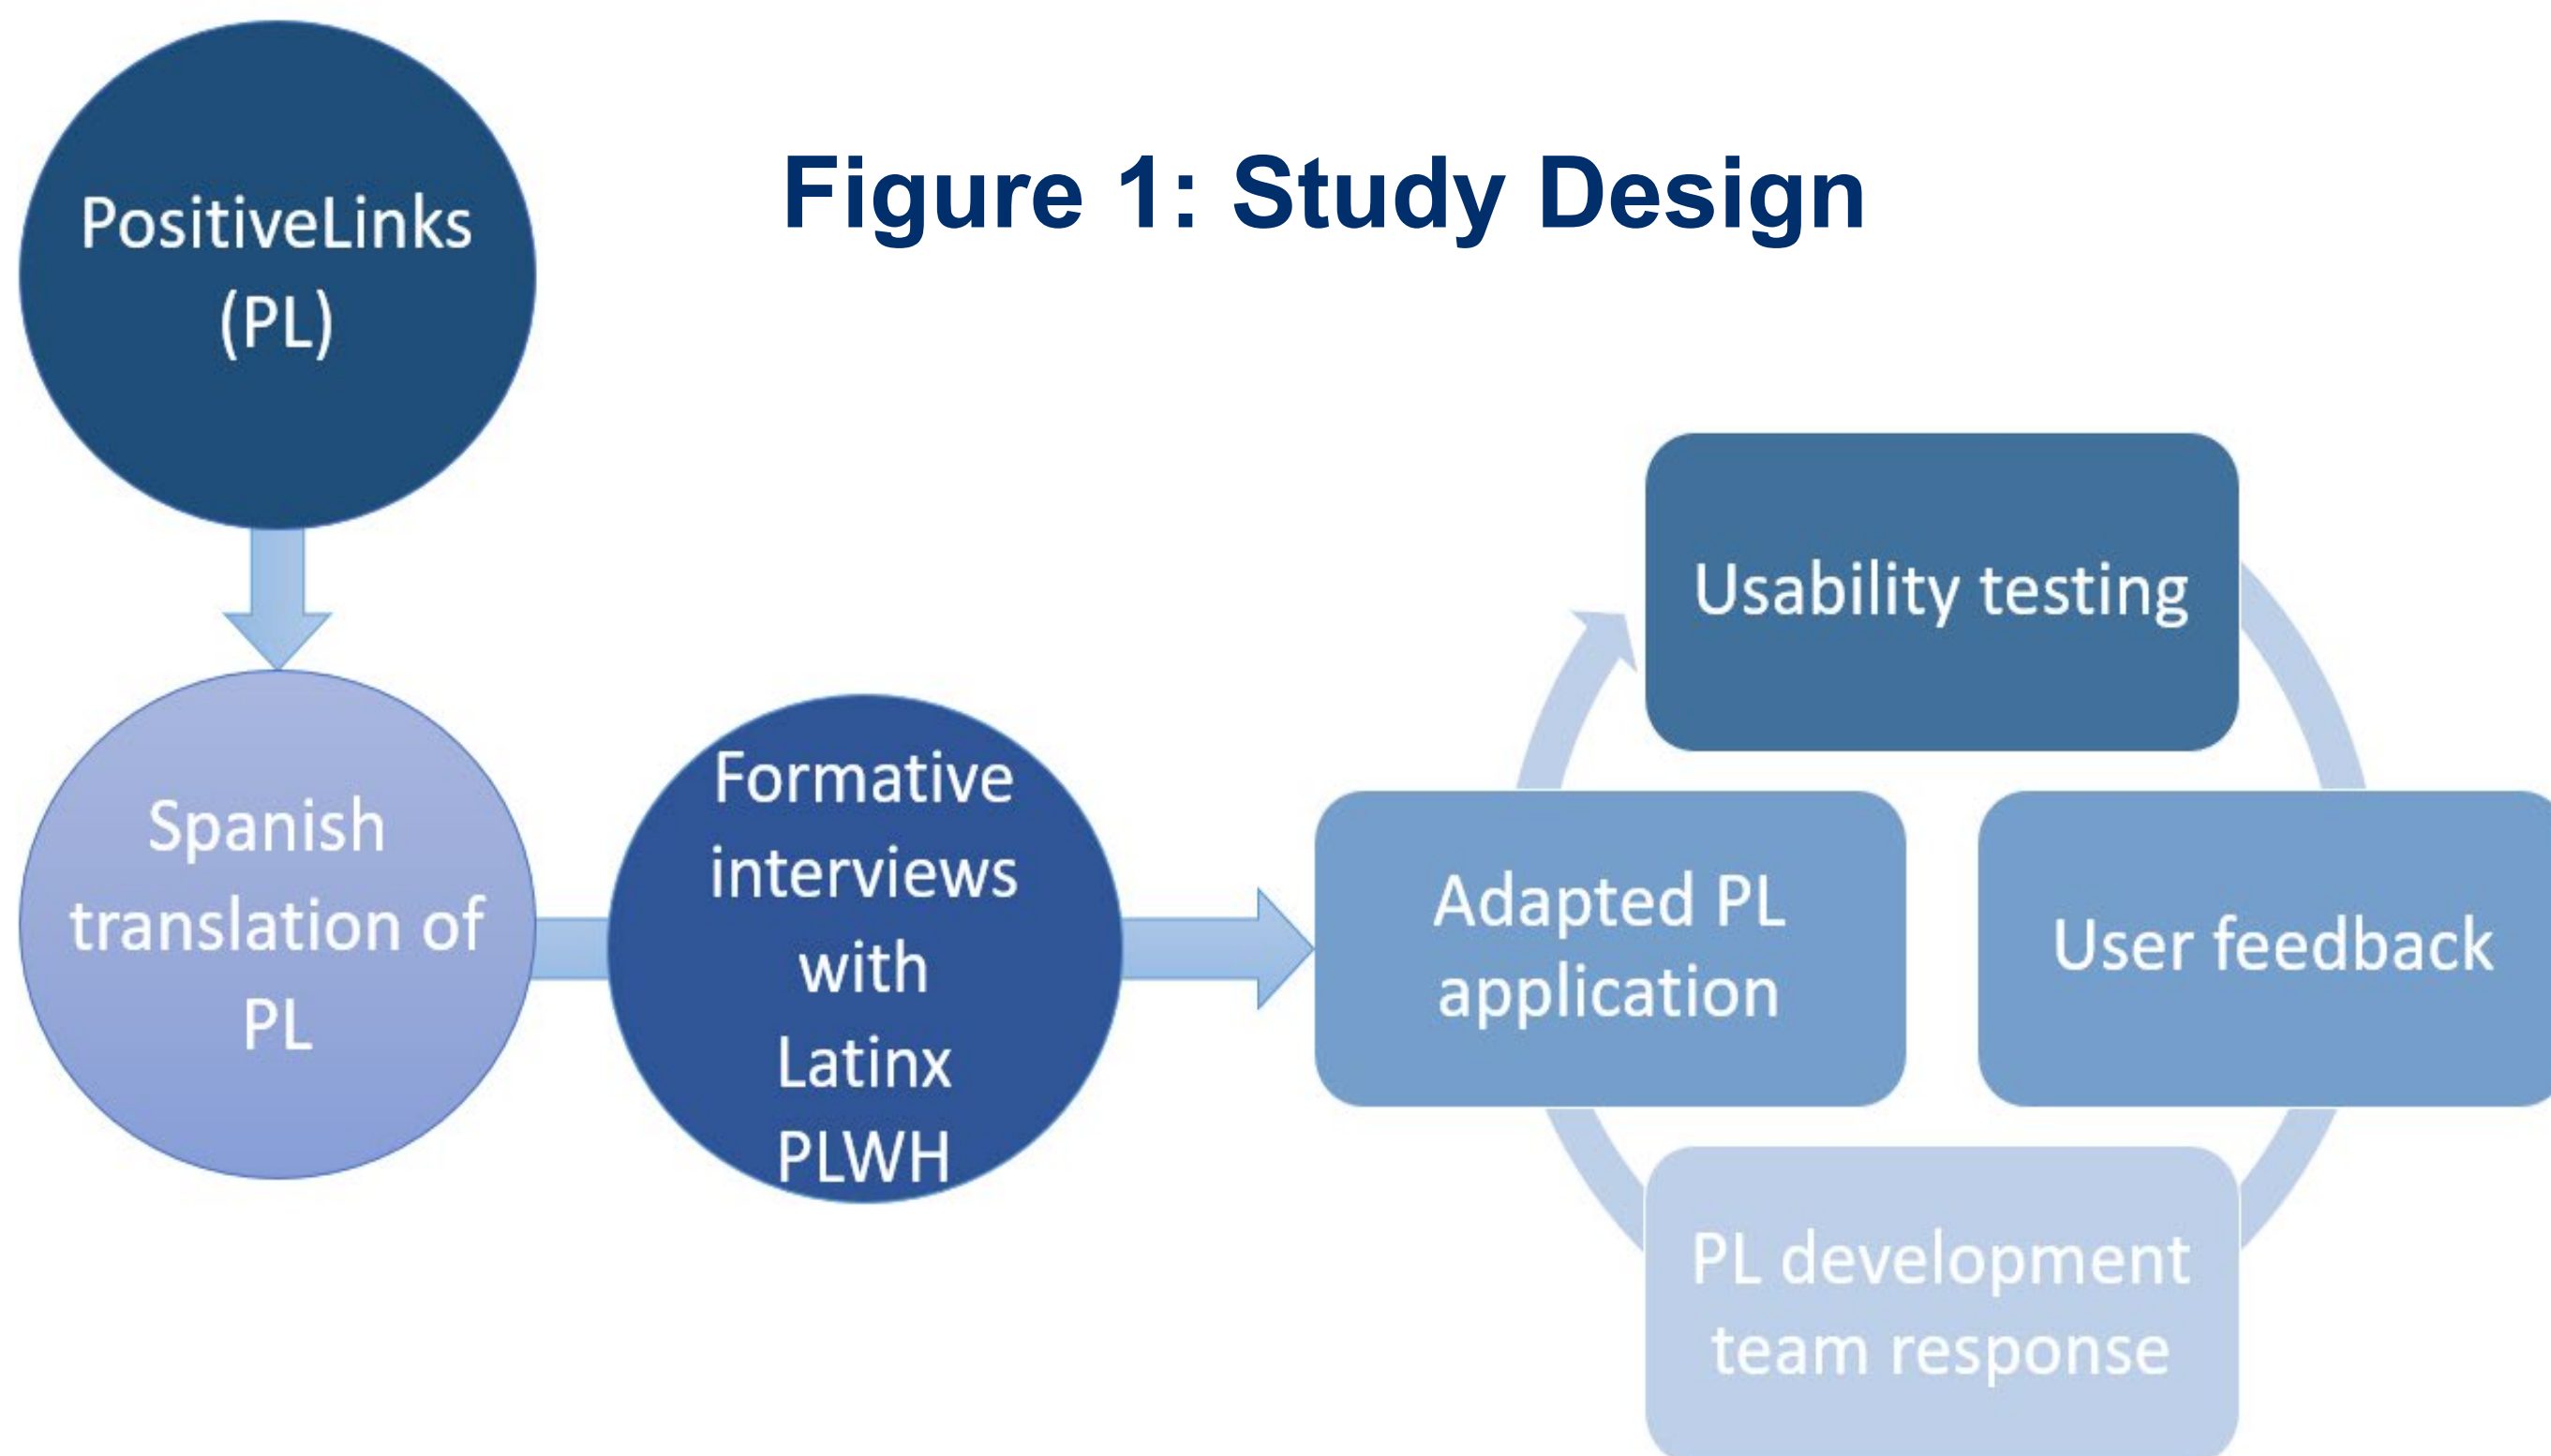 Figure 1: Study Design
PositiveLinks
(PL)
Spanish
translation of
PL
Formative
interviews
with
Latinx
PLWH
Adapted PL
application
Usability testing
User feedback
PL development
team response